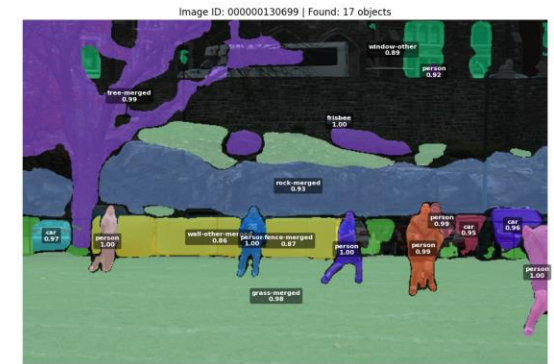 Image ID: 000000130699 | Found: 17 objects
window-other
0.89
person
0.92
tree-merged
0.99
frisbee
1.00
rock-merged
0.93
person
0.99
car
0.96
car
0.97
person
1.00
wall-other-merged
0.86
person
1.00
fence-merged
0.87
person
1.00
person
0.99
car
0.95
person
1.00
grass-merged
0.98